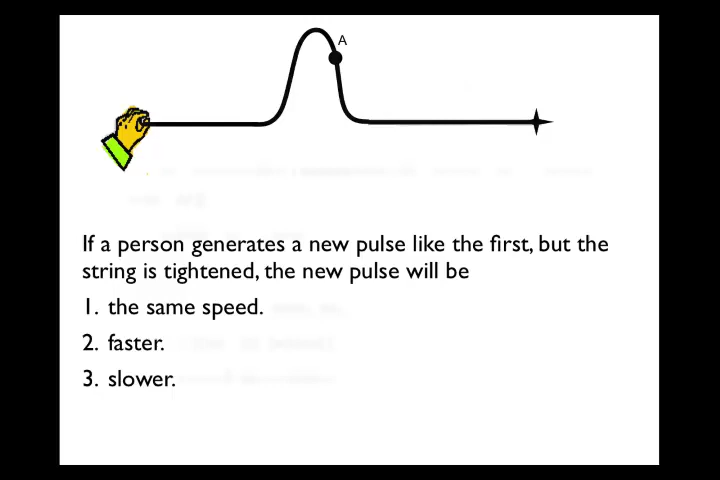 A
If a person generates a new pulse like the first, but the
string is tightened, the new pulse will be
1. the same speed.
2. faster.
3. slower.